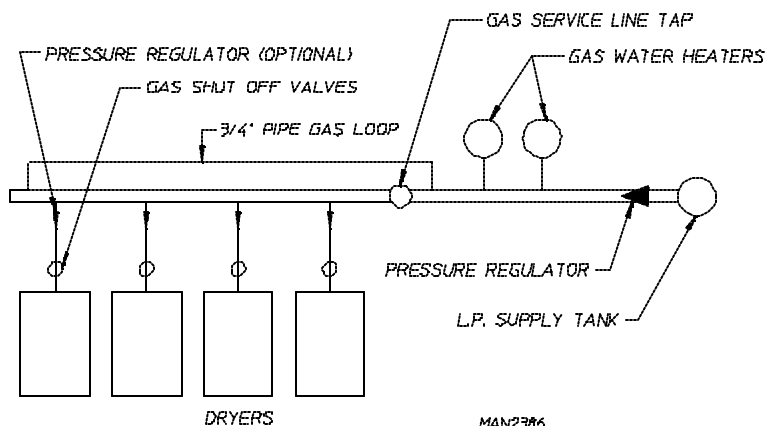 GAS SERVICE LINE TAP
PRESSURE REGULATOR (OPTIONAL)
GAS WATER HEATERS
GAS SHUT OFF VALVES
3/4" PIPE GAS LOOP
PRESSURE REGULATOR
L.P. SUPPLY TANK
DRYERS
MAN2386